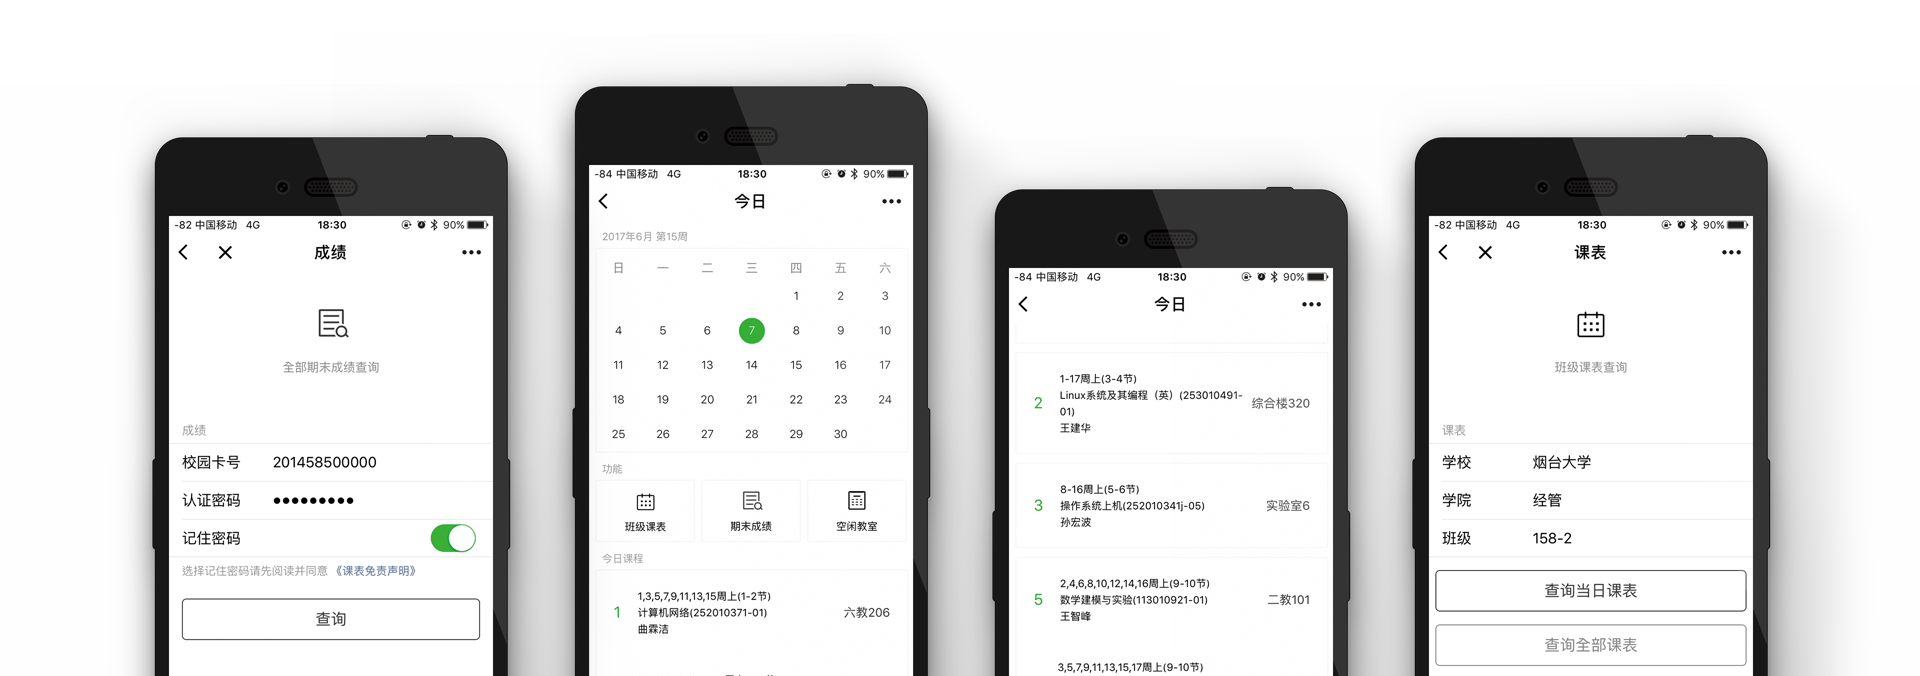 -82 中国移动 4G 18:30 90%
成绩
全部期末成绩查询
成绩
校园卡号 201458500000
认证密码 ●●●●●●●●●
记住密码
选择记住密码请先阅读并同意 《课表免责声明》
查询
-84 中国移动 4G 18:30 90%
今日
2017年6月 第15周
日 一 二 三 四 五 六
1 2 3
4 5 6 7 8 9 10
11 12 13 14 15 16 17
18 19 20 21 22 23 24
25 26 27 28 29 30
功能
班级课表 期末成绩 空闲教室
今日课程
1,3,5,7,9,11,13,15周上(1-2节)
1 计算机网络(252010371-01) 六教206
曲霖洁
-84 中国移动 4G 18:30 90%
今日
1-17周上(3-4节)
2 Linux系统及其编程（英）(253010491- 综合楼320
01)
王建华
8-16周上(5-6节)
3 操作系统上机(252010341j-05) 实验室6
孙宏波
2,4,6,8,10,12,14,16周上(9-10节)
5 数学建模与实验(113010921-01) 二教101
王智峰
3,5,7,9,11,13,15,17周上(9-10节)
-82 中国移动 4G 18:30 90%
课表
班级课表查询
课表
学校 烟台大学
学院 经管
班级 158-2
查询当日课表
查询全部课表